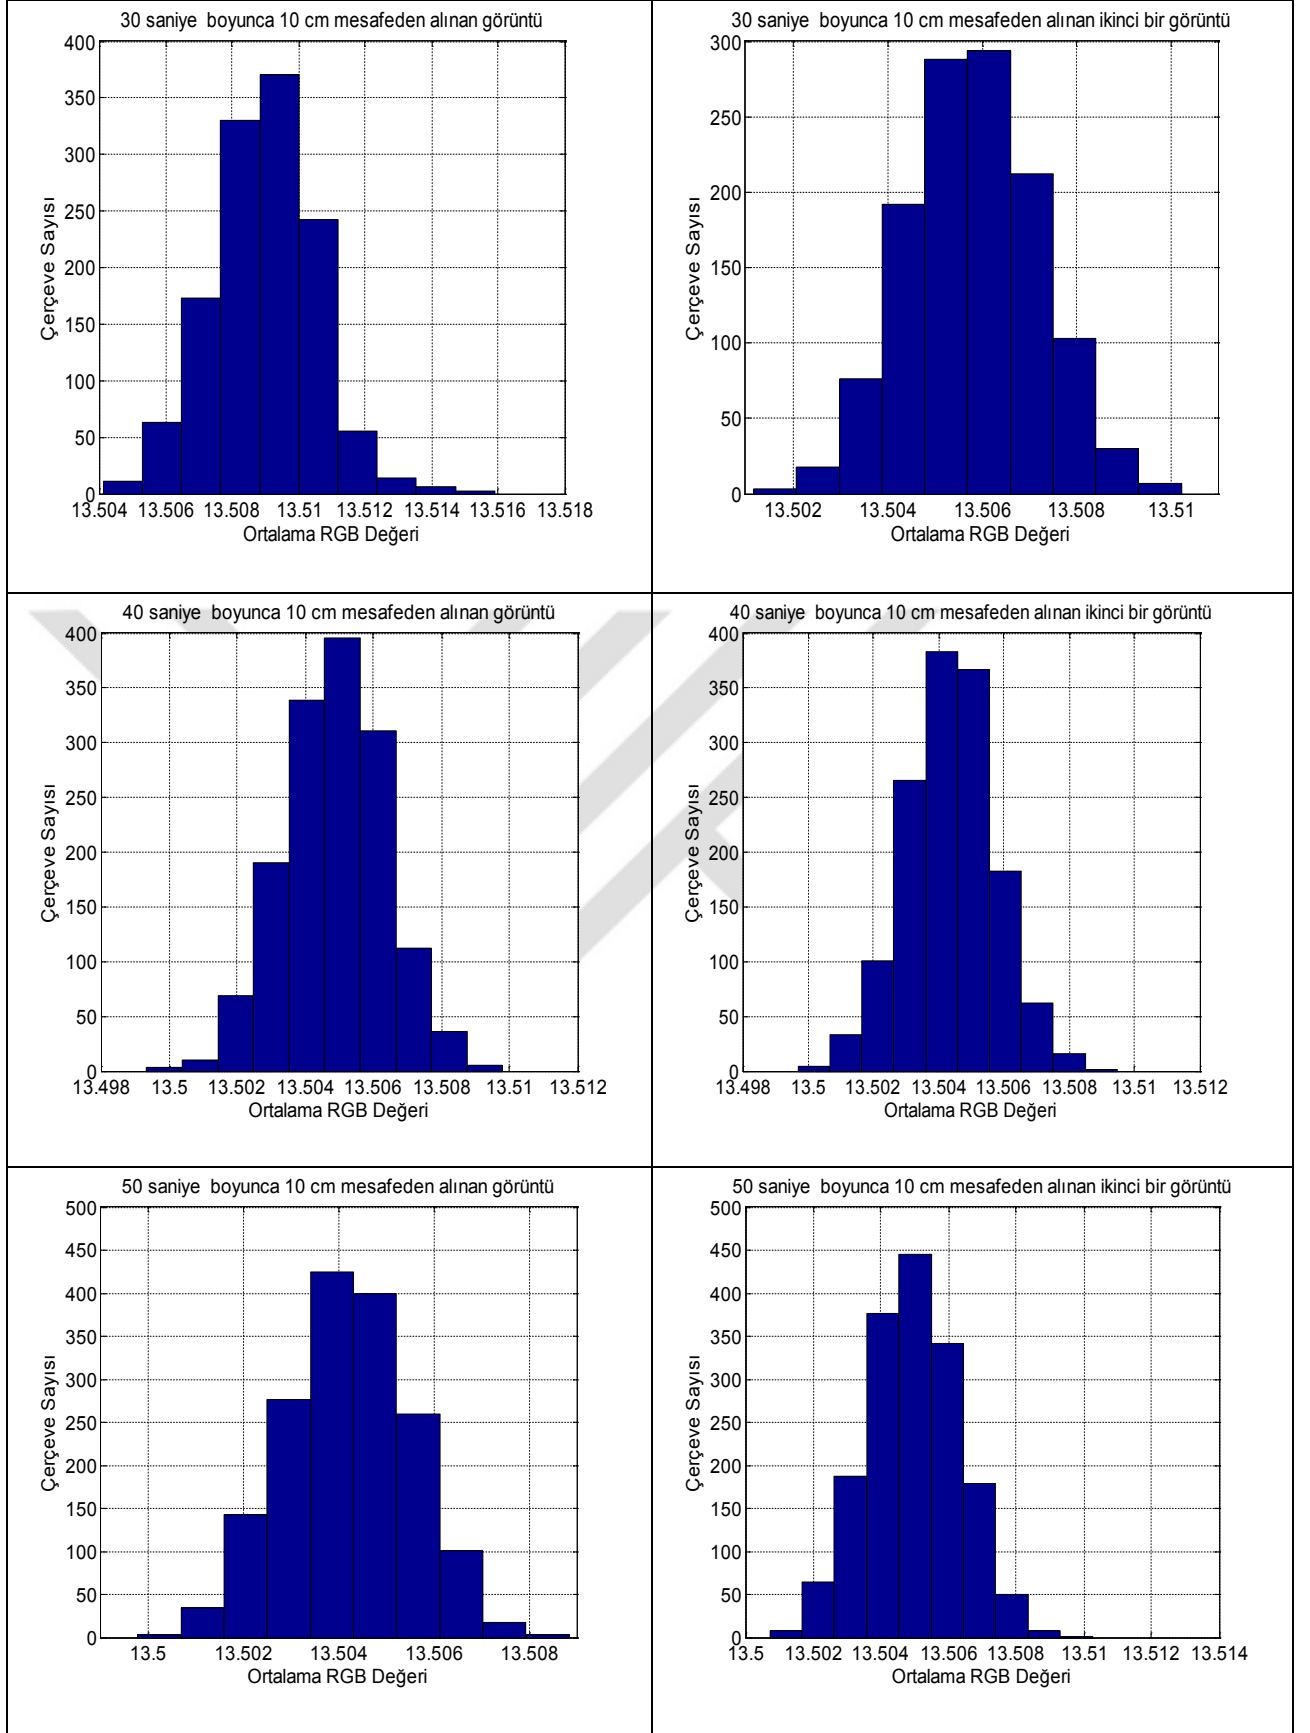 30 saniye boyunca 10 cm mesafeden alınan görüntü
400
350
300
250
200
150
100
50
0
Çerçeve Sayısı
13.504 13.506 13.508 13.51 13.512 13.514 13.516 13.518
Ortalama RGB Değeri
30 saniye boyunca 10 cm mesafeden alınan ikinci bir görüntü
300
250
200
150
100
50
0
Çerçeve Sayısı
13.502 13.504 13.506 13.508 13.51
Ortalama RGB Değeri
40 saniye boyunca 10 cm mesafeden alınan görüntü
400
350
300
250
200
150
100
50
0
Çerçeve Sayısı
13.498 13.5 13.502 13.504 13.506 13.508 13.51 13.512
Ortalama RGB Değeri
40 saniye boyunca 10 cm mesafeden alınan ikinci bir görüntü
400
350
300
250
200
150
100
50
0
Çerçeve Sayısı
13.498 13.5 13.502 13.504 13.506 13.508 13.51 13.512
Ortalama RGB Değeri
50 saniye boyunca 10 cm mesafeden alınan görüntü
500
450
400
350
300
250
200
150
100
50
0
Çerçeve Sayısı
13.5 13.502 13.504 13.506 13.508
Ortalama RGB Değeri
50 saniye boyunca 10 cm mesafeden alınan ikinci bir görüntü
500
450
400
350
300
250
200
150
100
50
0
Çerçeve Sayısı
13.5 13.502 13.504 13.506 13.508 13.51 13.512 13.514
Ortalama RGB Değeri